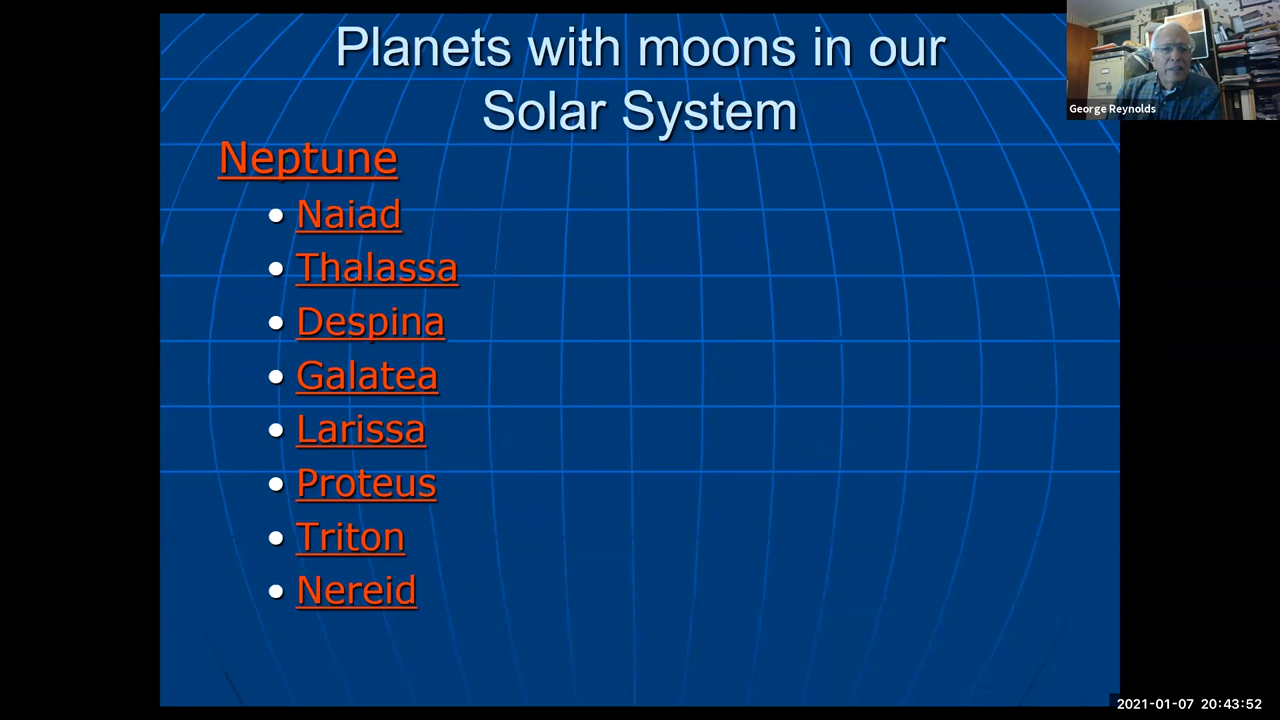 Planets with moons in our
Solar System
George Reynolds
Neptune
• Naiad
• Thalassa
• Despina
• Galatea
• Larissa
• Proteus
• Triton
• Nereid
2021-01-07 20:43:52